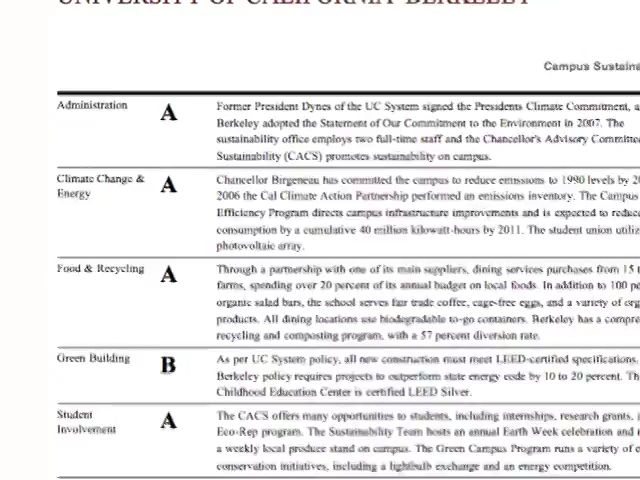 UNIVERSITY OF CALIFORNIA–BERKELEY
Campus Sustaina
Administration
A
Former President Dynes of the UC System signed the Presidents Climate Commitment, a
Berkeley adopted the Statement of Our Commitment to the Environment in 2007. The
sustainability office employs two full-time staff and the Chancellor's Advisory Committe
Sustainability (CACS) promotes sustainability on campus.
Climate Change &
Energy
A
Chancellor Birgeneau has committed the campus to reduce emissions to 1990 levels by 20
2006 the Cal Climate Action Partnership performed an emissions inventory. The Campus
Efficiency Program directs campus infrastructure improvements and is expected to reduce
consumption by a cumulative 40 million kilowatt-hours by 2011. The student union utiliz
photovoltaic array.
Food & Recycling
A
Through a partnership with one of its main suppliers, dining services purchases from 15 t
farms, spending over 20 percent of its annual budget on local foods. In addition to 100 pe
organic salad bars, the school serves fair trade coffee, cage-free eggs, and a variety of org
products. All dining locations use biodegradable to-go containers. Berkeley has a compre
recycling and composting program, with a 57 percent diversion rate.
Green Building
B
As per UC System policy, all new construction must meet LEED-certified specifications.
Berkeley policy requires projects to outperform state energy code by 10 to 20 percent. Th
Childhood Education Center is certified LEED Silver.
Student
Involvement
A
The CACS offers many opportunities to students, including internships, research grants,
Eco-Rep program. The Sustainability Team hosts an annual Earth Week celebration and
a weekly local produce stand on campus. The Green Campus Program runs a variety of e
conservation initiatives, including a lightbulb exchange and an energy competition.